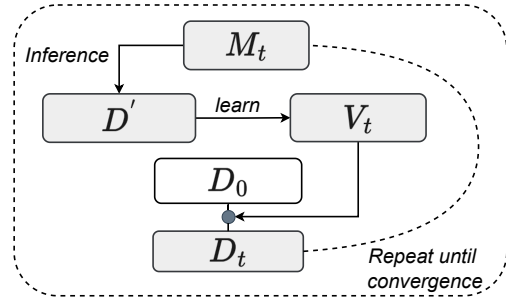 M_t
Inference
D'
learn
V_t
D_0
D_t
Repeat until
convergence